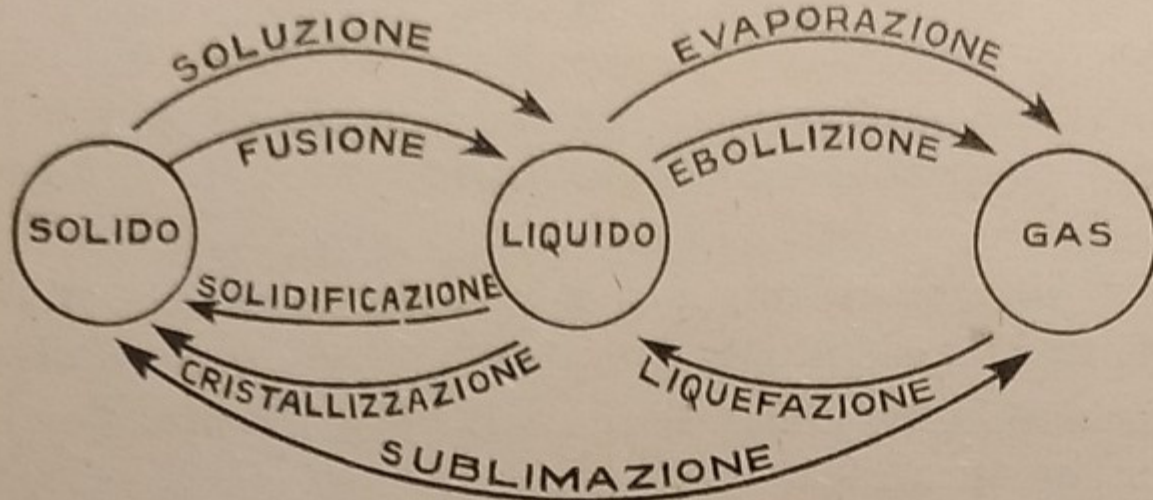 SOLUZIONE
EVAPORAZIONE
FUSIONE
EBOLLIZIONE
SOLIDO
LIQUIDO
GAS
SOLIDIFICAZIONE
CRISTALLIZZAZIONE
LIQUEFAZIONE
SUBLIMAZIONE